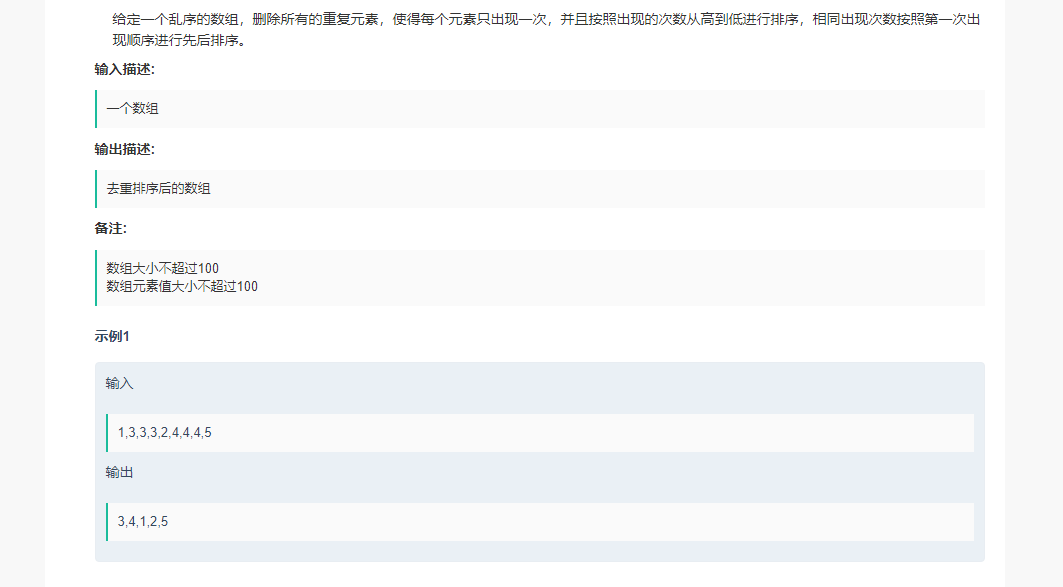 给定一个乱序的数组，删除所有的重复元素，使得每个元素只出现一次，并且按照出现的次数从高到低进行排序，相同出现次数按照第一次出
现顺序进行先后排序。
输入描述:
一个数组
输出描述:
去重排序后的数组
备注:
数组大小不超过100
数组元素值大小不超过100
示例1
输入
1,3,3,3,2,4,4,4,5
输出
3,4,1,2,5